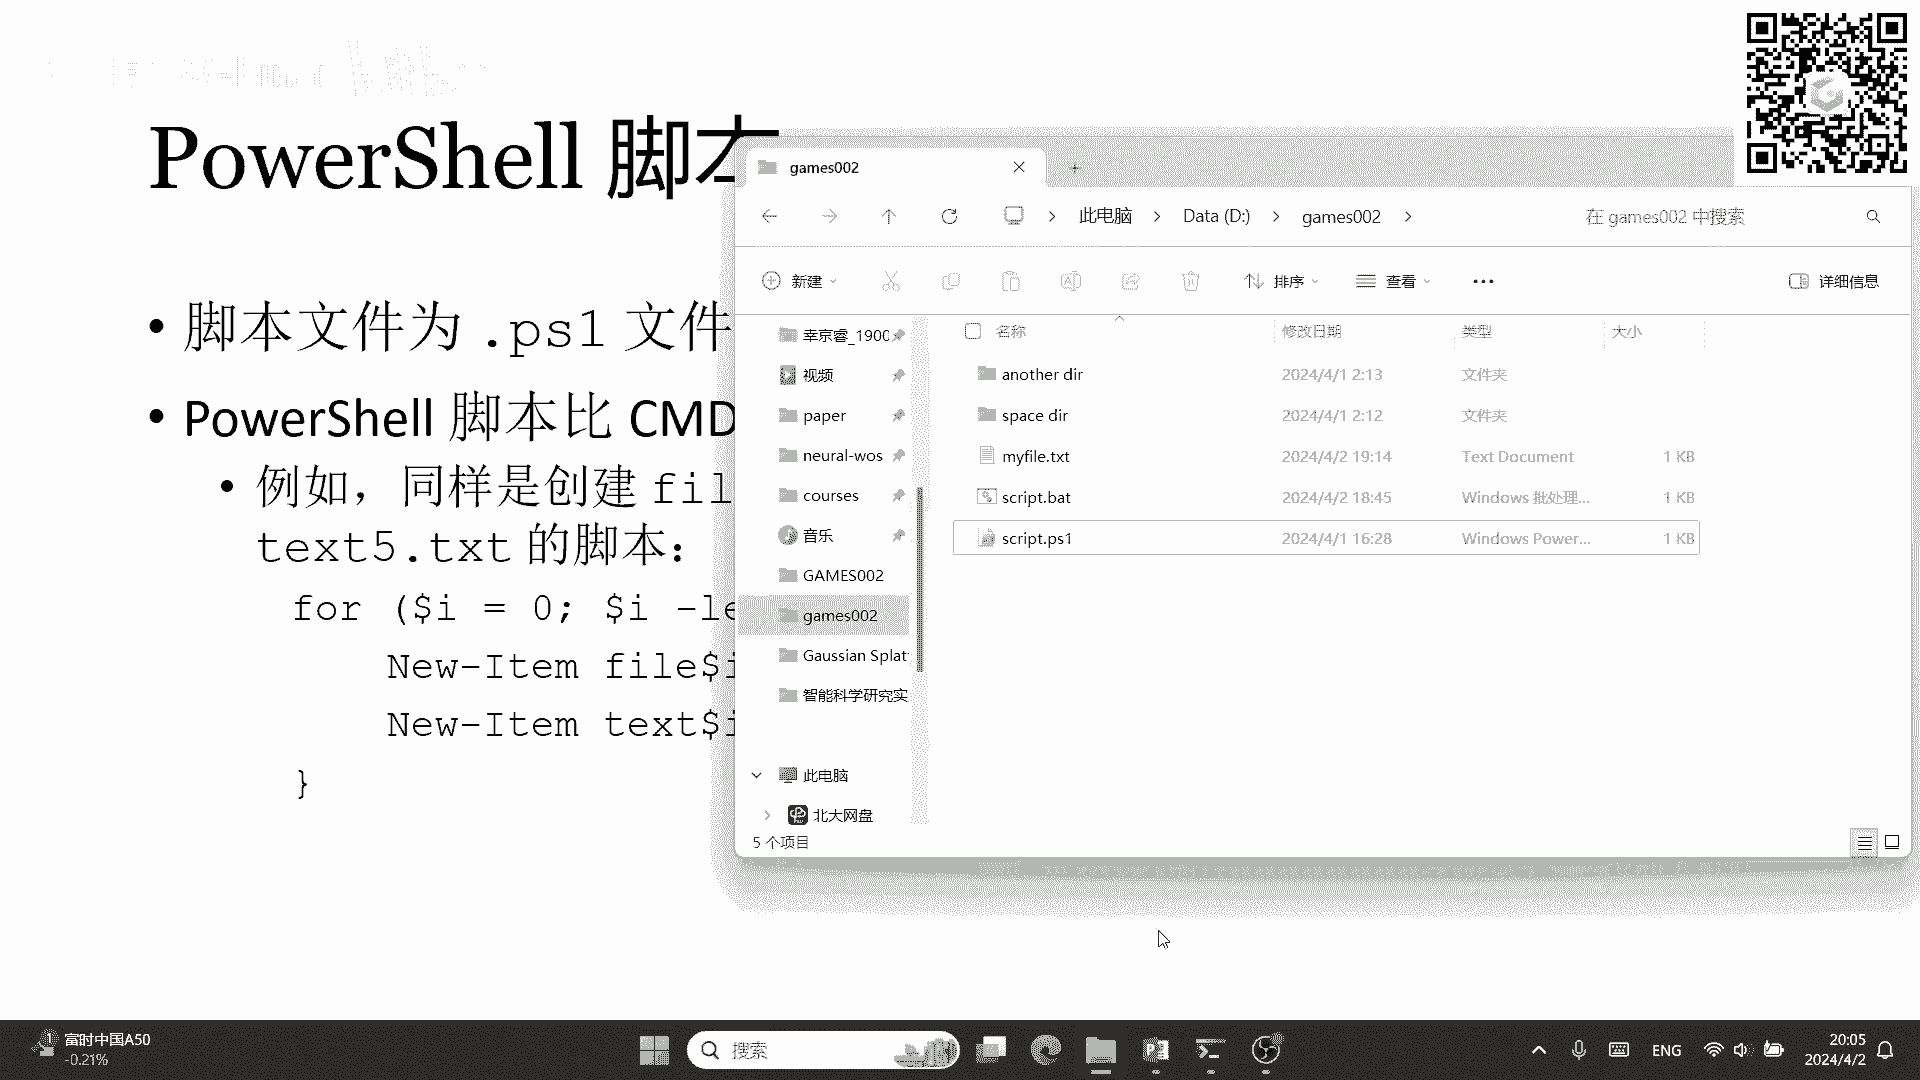 PowerShell 脚本
• 脚本文件为 .ps1 文件
• PowerShell 脚本比 CMD
• 例如，同样是创建 fil
text5.txt 的脚本：
for ($i = 0; $i -le
New-Item file$i
New-Item text$i
}
games002
此电脑 > Data (D:) > games002 >
在 games002 中搜索
新建
排序
查看
详细信息
幸京睿_1900
视频
paper
neural-wos
courses
音乐
GAMES002
games002
Gaussian Splat
智能科学研究实
此电脑
北大网盘
名称 修改日期 类型 大小
another dir 2024/4/1 2:13 文件夹
space dir 2024/4/1 2:12 文件夹
myfile.txt 2024/4/2 19:14 Text Document 1 KB
script.bat 2024/4/2 18:45 Windows 批处理... 1 KB
script.ps1 2024/4/1 16:28 Windows Power... 1 KB
5 个项目
富时中国A50
-0.21%
搜索
ENG
20:05
2024/4/2